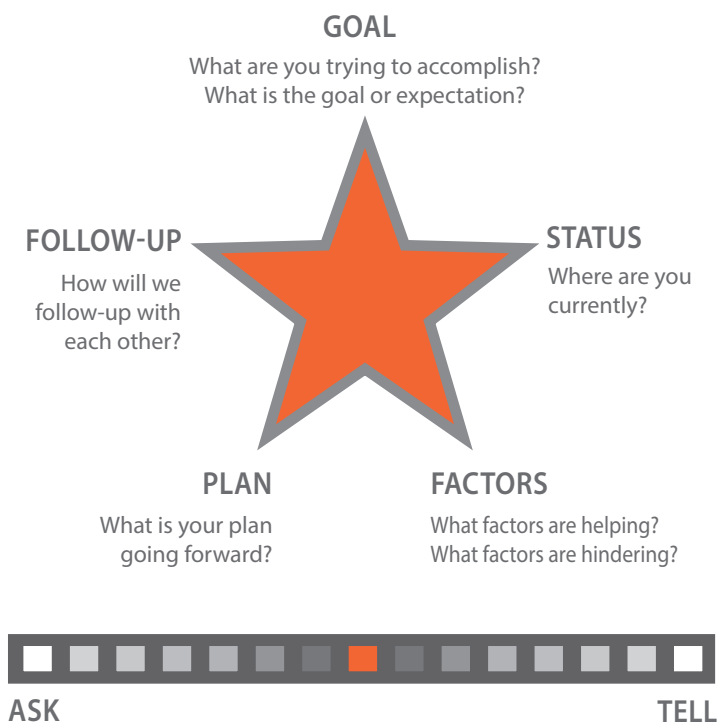 GOAL
What are you trying to accomplish?
What is the goal or expectation?
STATUS
Where are you
currently?
FACTORS
What factors are helping?
What factors are hindering?
PLAN
What is your plan
going forward?
FOLLOW-UP
How will we
follow-up with
each other?
ASK
TELL